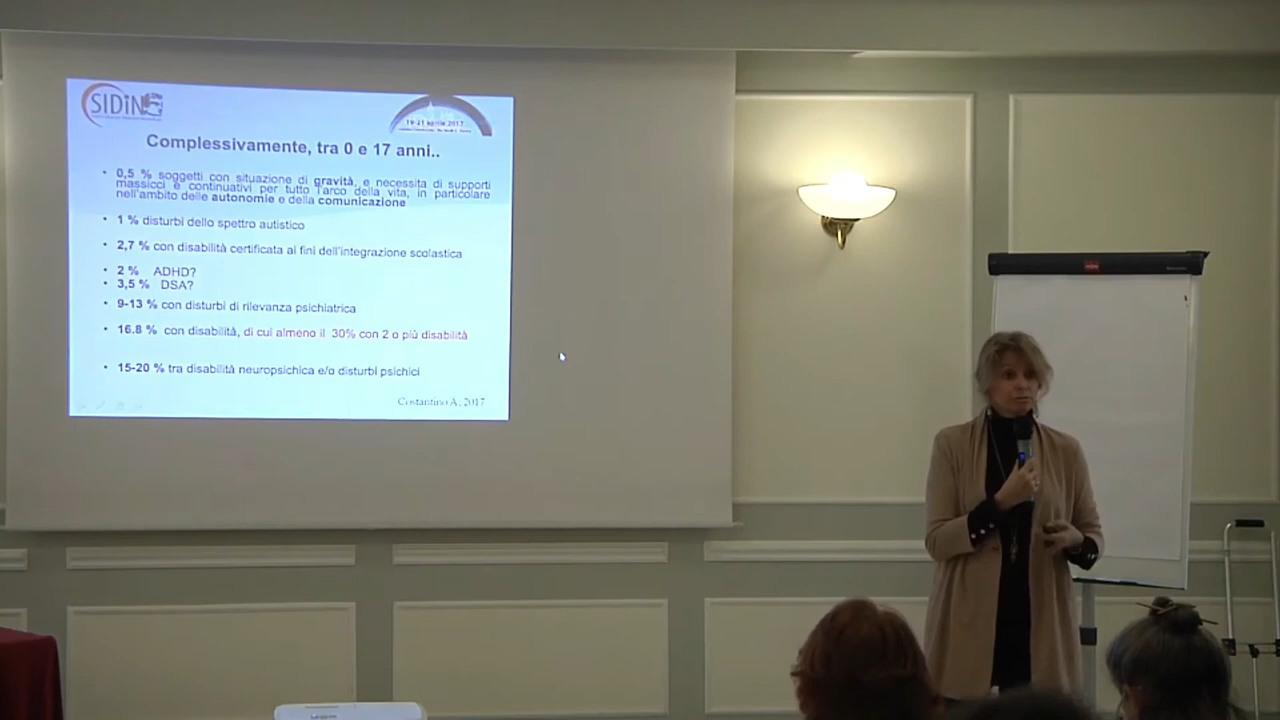 SIDiN
19-21 aprile 2017
Complessivamente, tra 0 e 17 anni..
• 0,5 % soggetti con situazione di gravità, e necessita di supporti
massicci e continuativi per tutto l'arco della vita, in particolare
nell'ambito delle autonomie e della comunicazione
• 1 % disturbi dello spettro autistico
• 2,7 % con disabilità certificata ai fini dell'integrazione scolastica
• 2 % ADHD?
• 3,5 % DSA?
• 9-13 % con disturbi di rilevanza psichiatrica
• 16.8 % con disabilità, di cui almeno il 30% con 2 o più disabilità
• 15-20 % tra disabilità neuropsichica e/o disturbi psichici
Costantino A, 2017